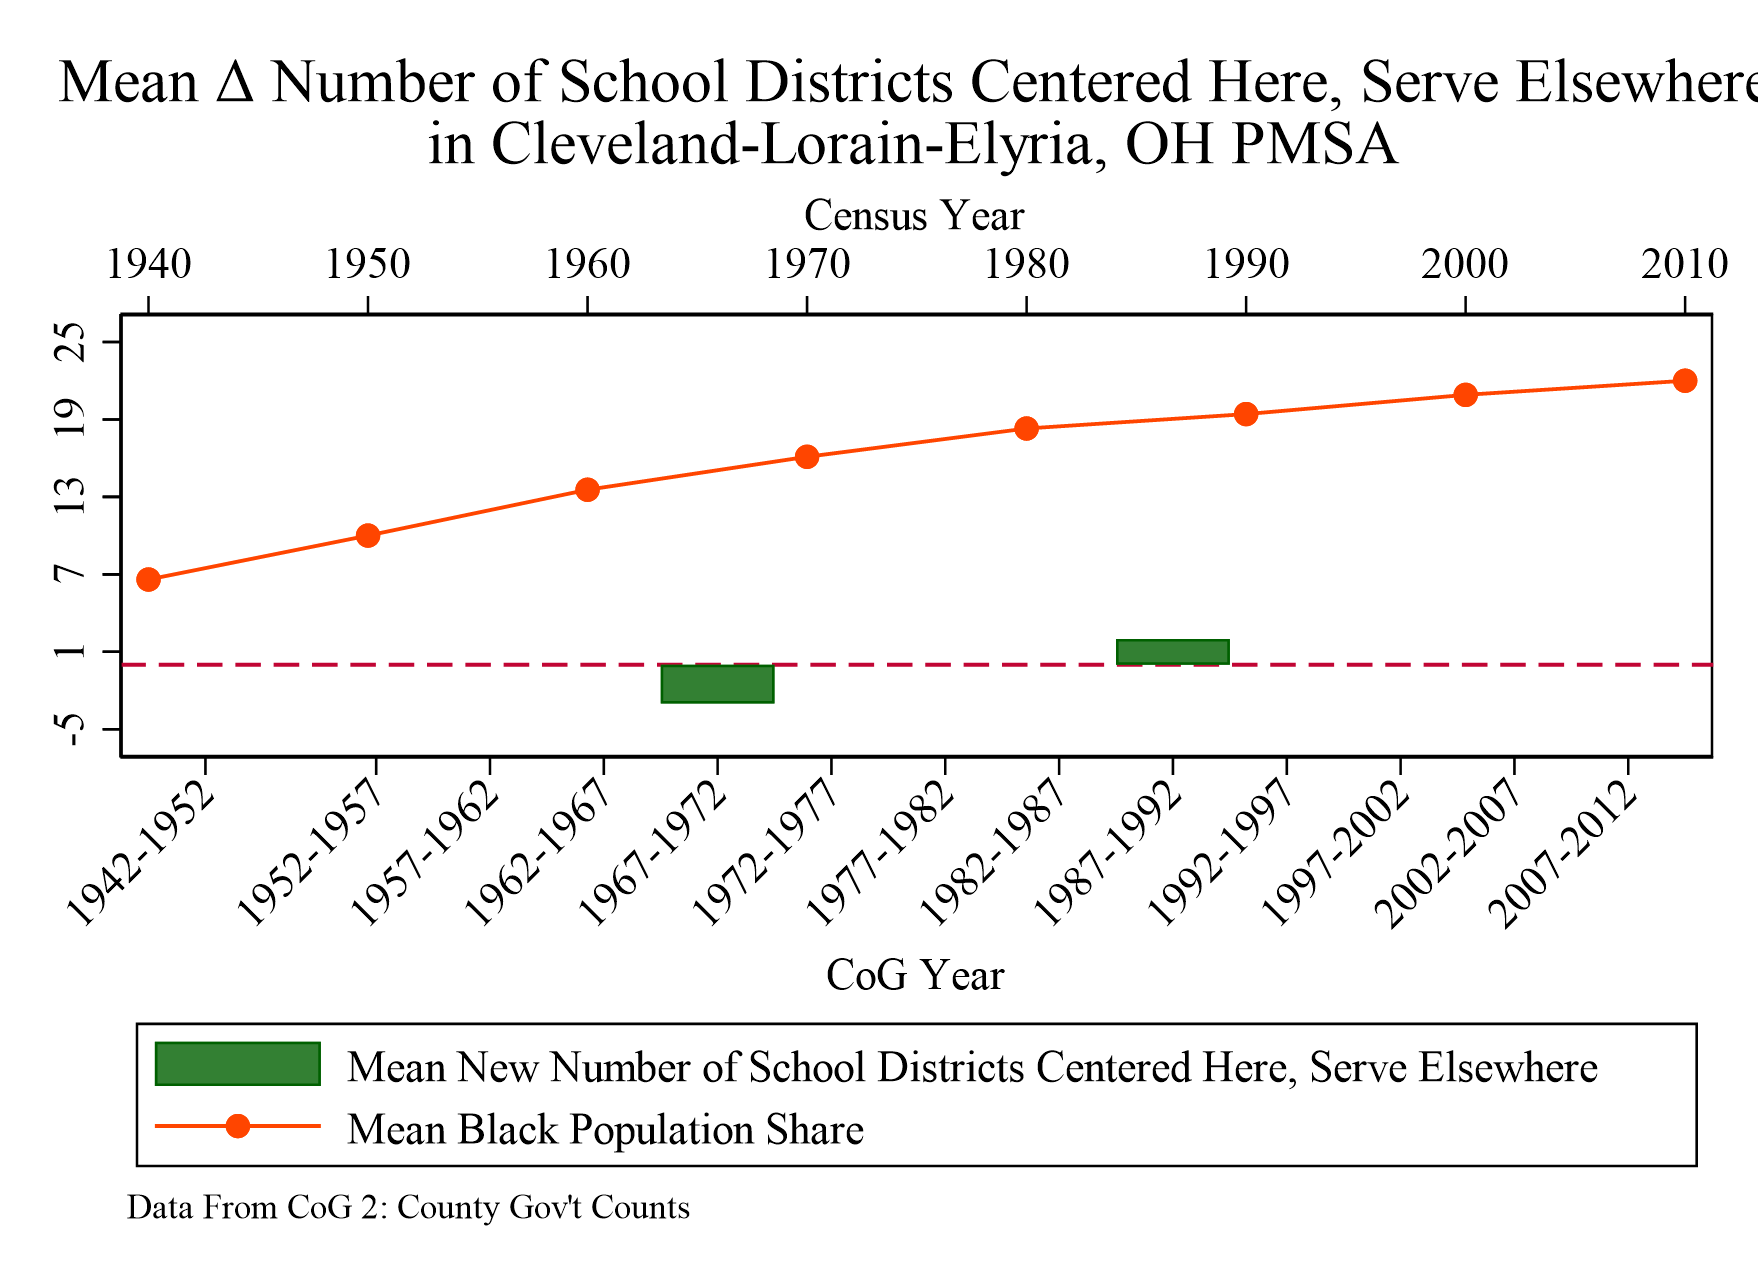 Mean Δ Number of School Districts Centered Here, Serve Elsewhere
in Cleveland-Lorain-Elyria, OH PMSA
Census Year
1940 1950 1960 1970 1980 1990 2000 2010
25
19
13
7
1
-5
1942-1952 1952-1957 1957-1962 1962-1967 1967-1972 1972-1977 1977-1982 1982-1987 1987-1992 1992-1997 1997-2002 2002-2007 2007-2012
CoG Year
Mean New Number of School Districts Centered Here, Serve Elsewhere
Mean Black Population Share
Data From CoG 2: County Gov't Counts